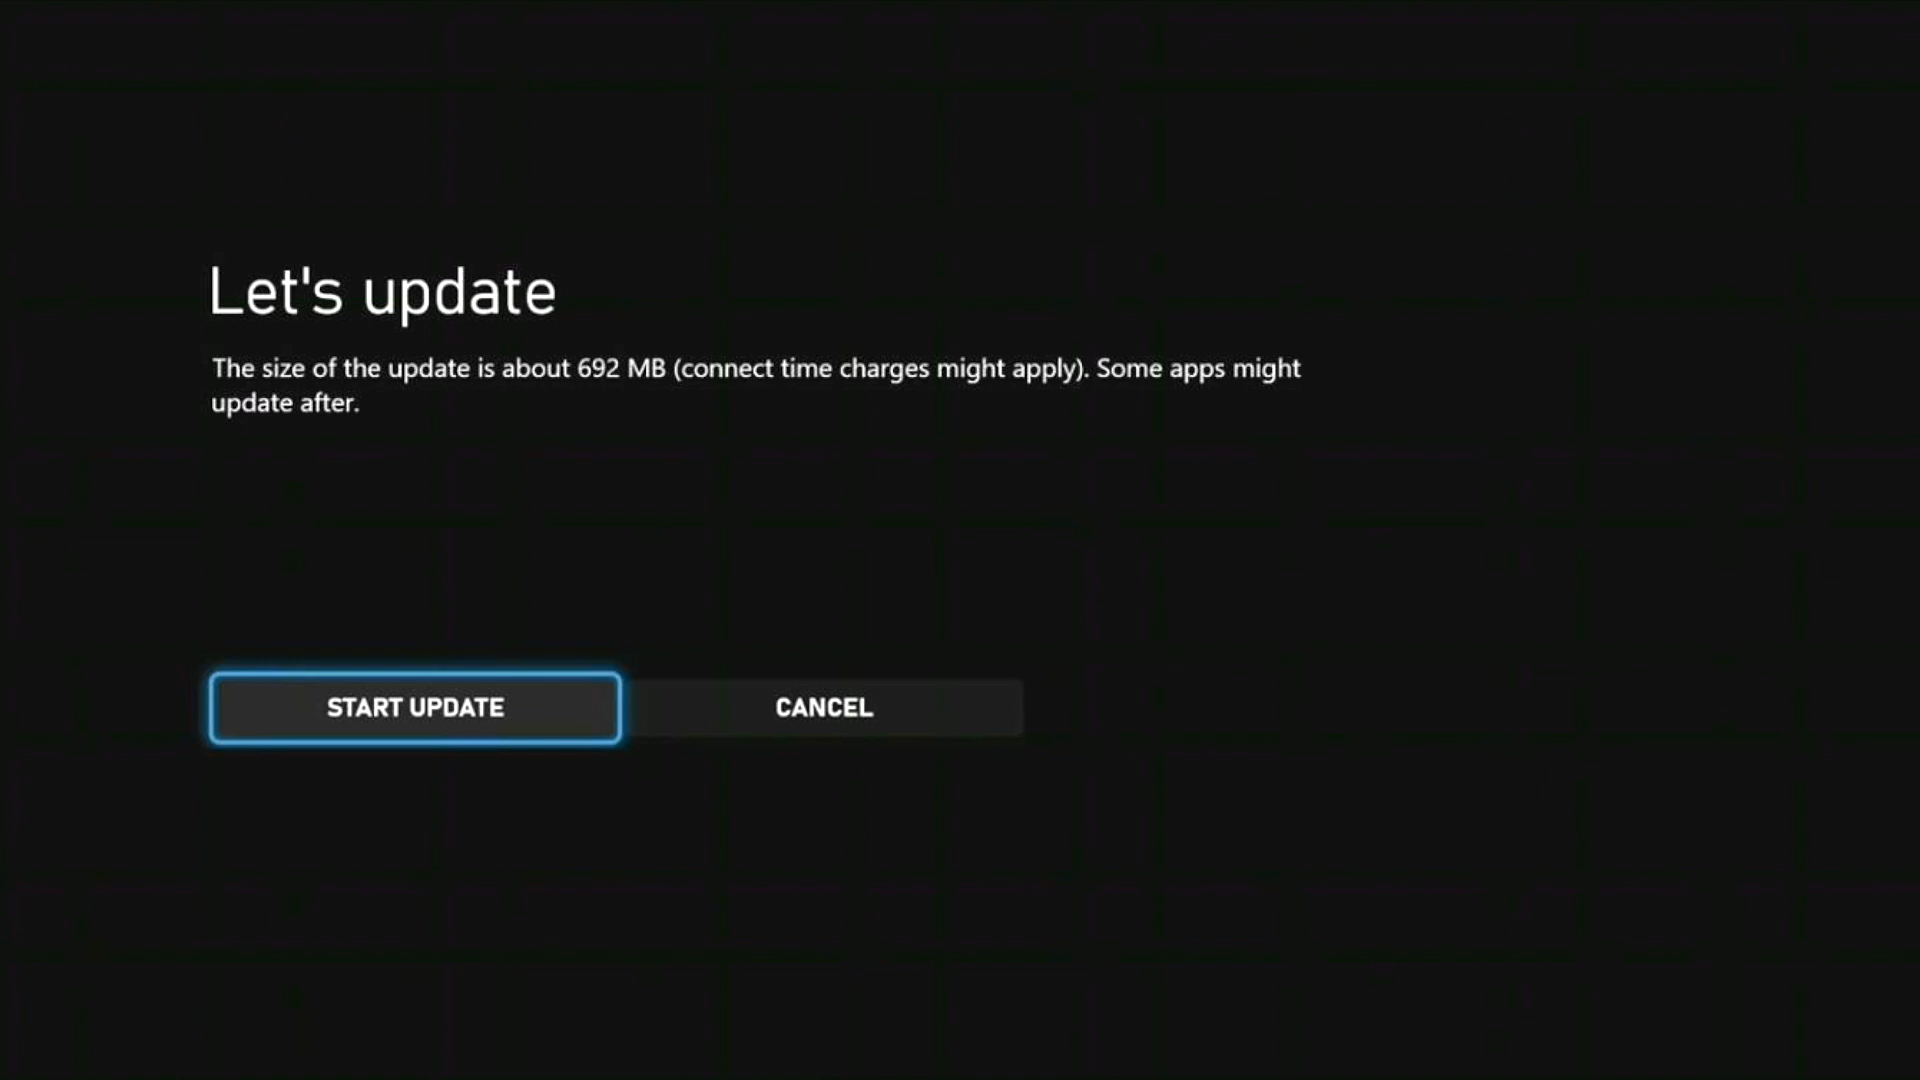 Let's update
The size of the update is about 692 MB (connect time charges might apply). Some apps might
update after.
START UPDATE
CANCEL